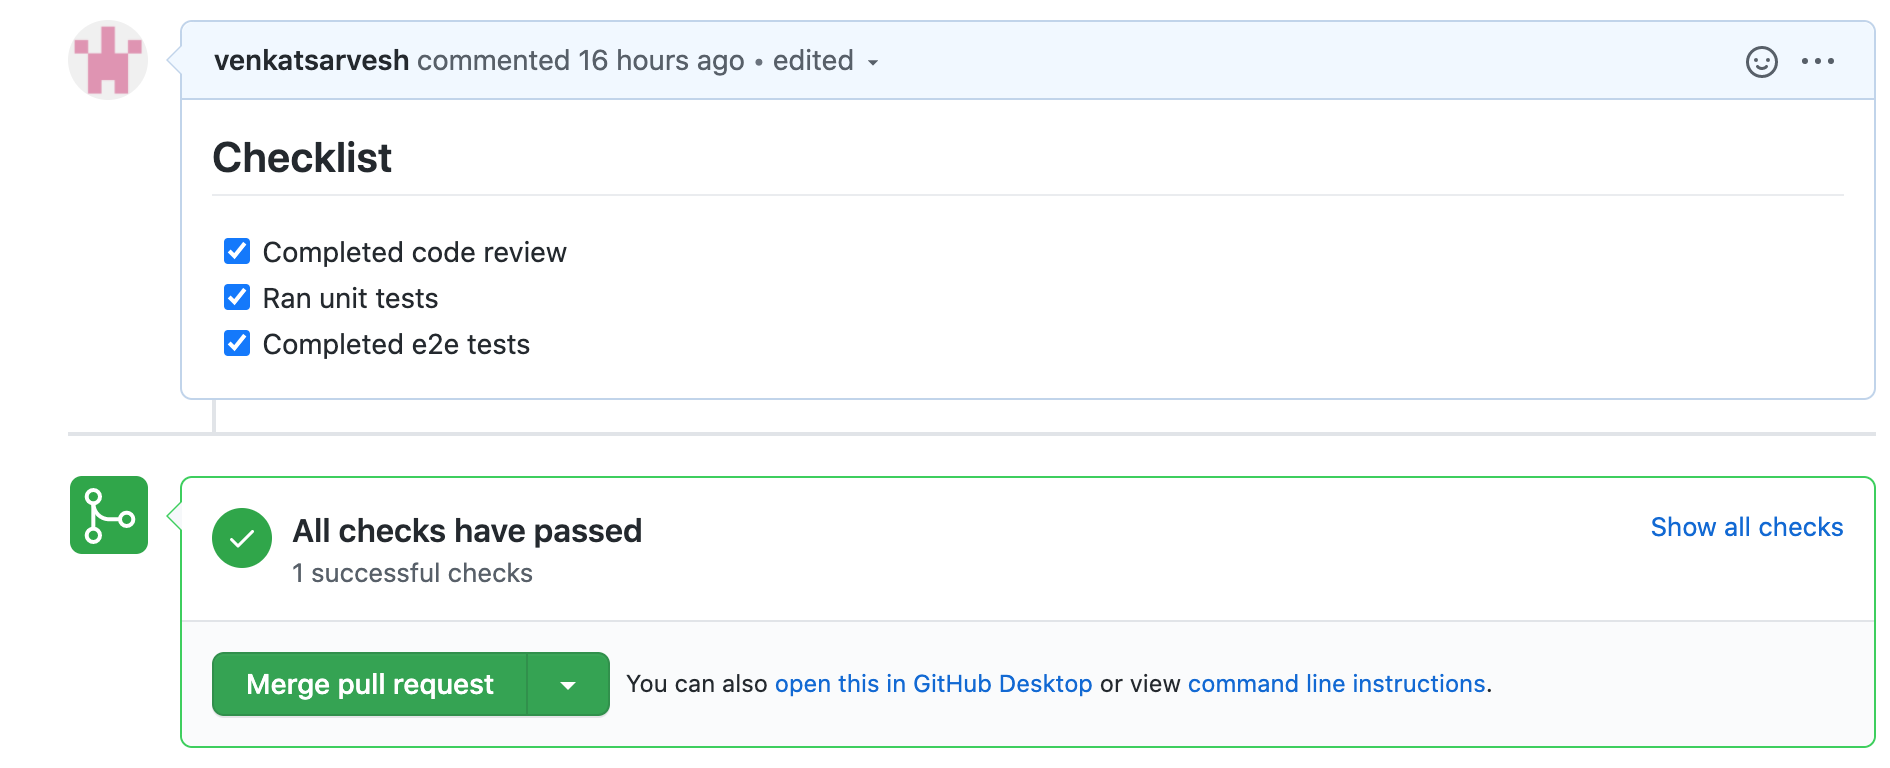 venkatsarvesh commented 16 hours ago • edited
Checklist
Completed code review
Ran unit tests
Completed e2e tests
All checks have passed
Show all checks
1 successful checks
Merge pull request
You can also open this in GitHub Desktop or view command line instructions.